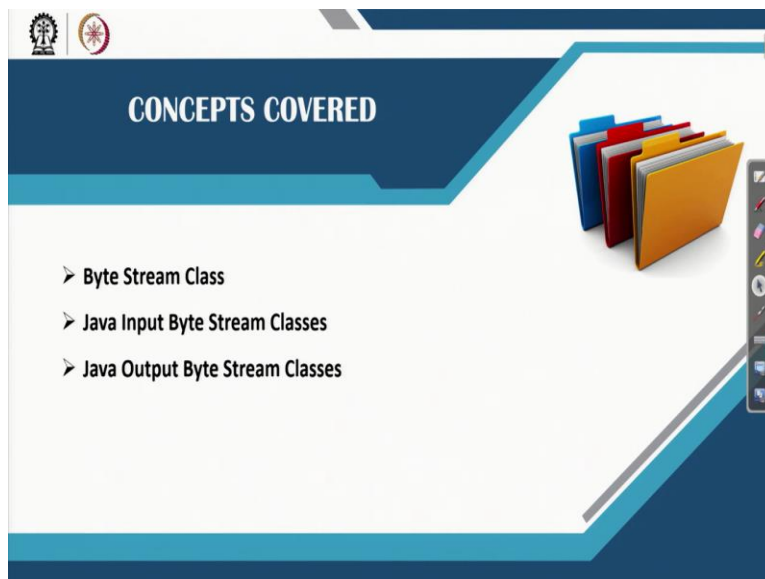 CONCEPTS COVERED
➤ Byte Stream Class
➤ Java Input Byte Stream Classes
➤ Java Output Byte Stream Classes